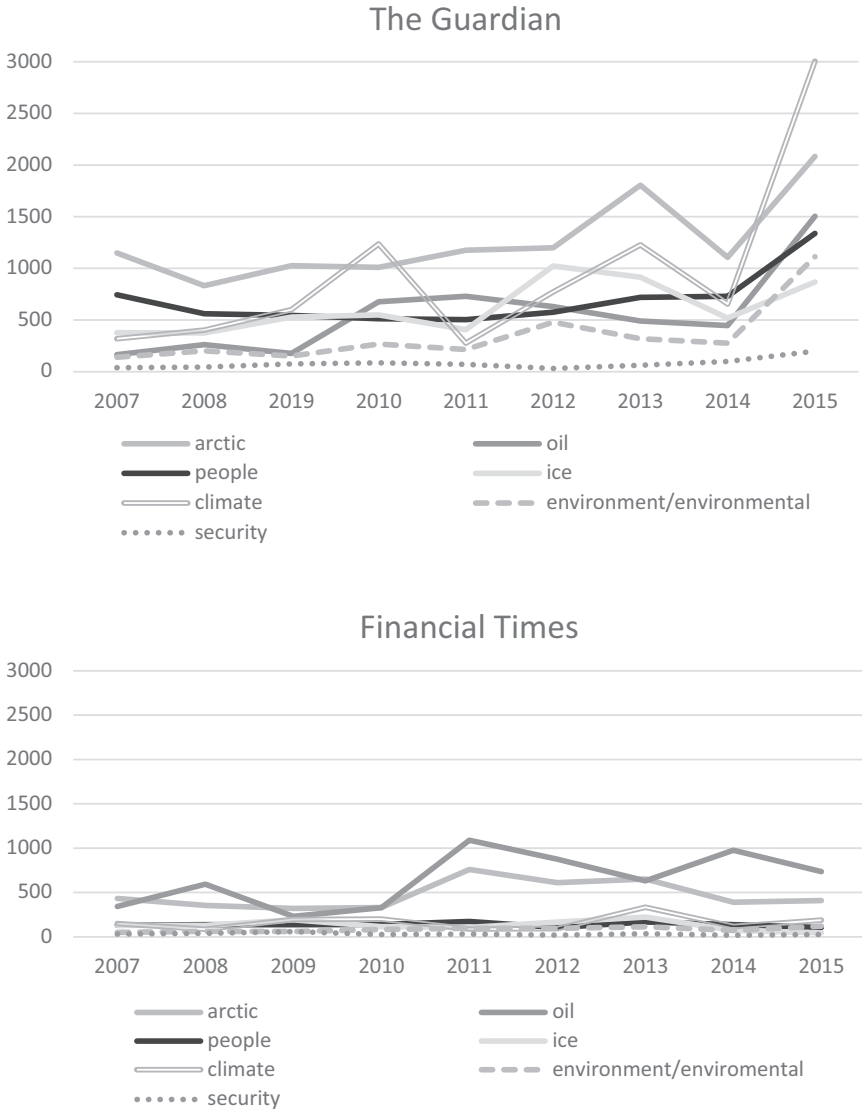 The Guardian
3000
2500
2000
1500
1000
500
0
2007 2008 2019 2010 2011 2012 2013 2014 2015
arctic oil
people ice
climate environment/environmental
security
Financial Times
3000
2500
2000
1500
1000
500
0
2007 2008 2009 2010 2011 2012 2013 2014 2015
arctic oil
people ice
climate environment/enviromental
security